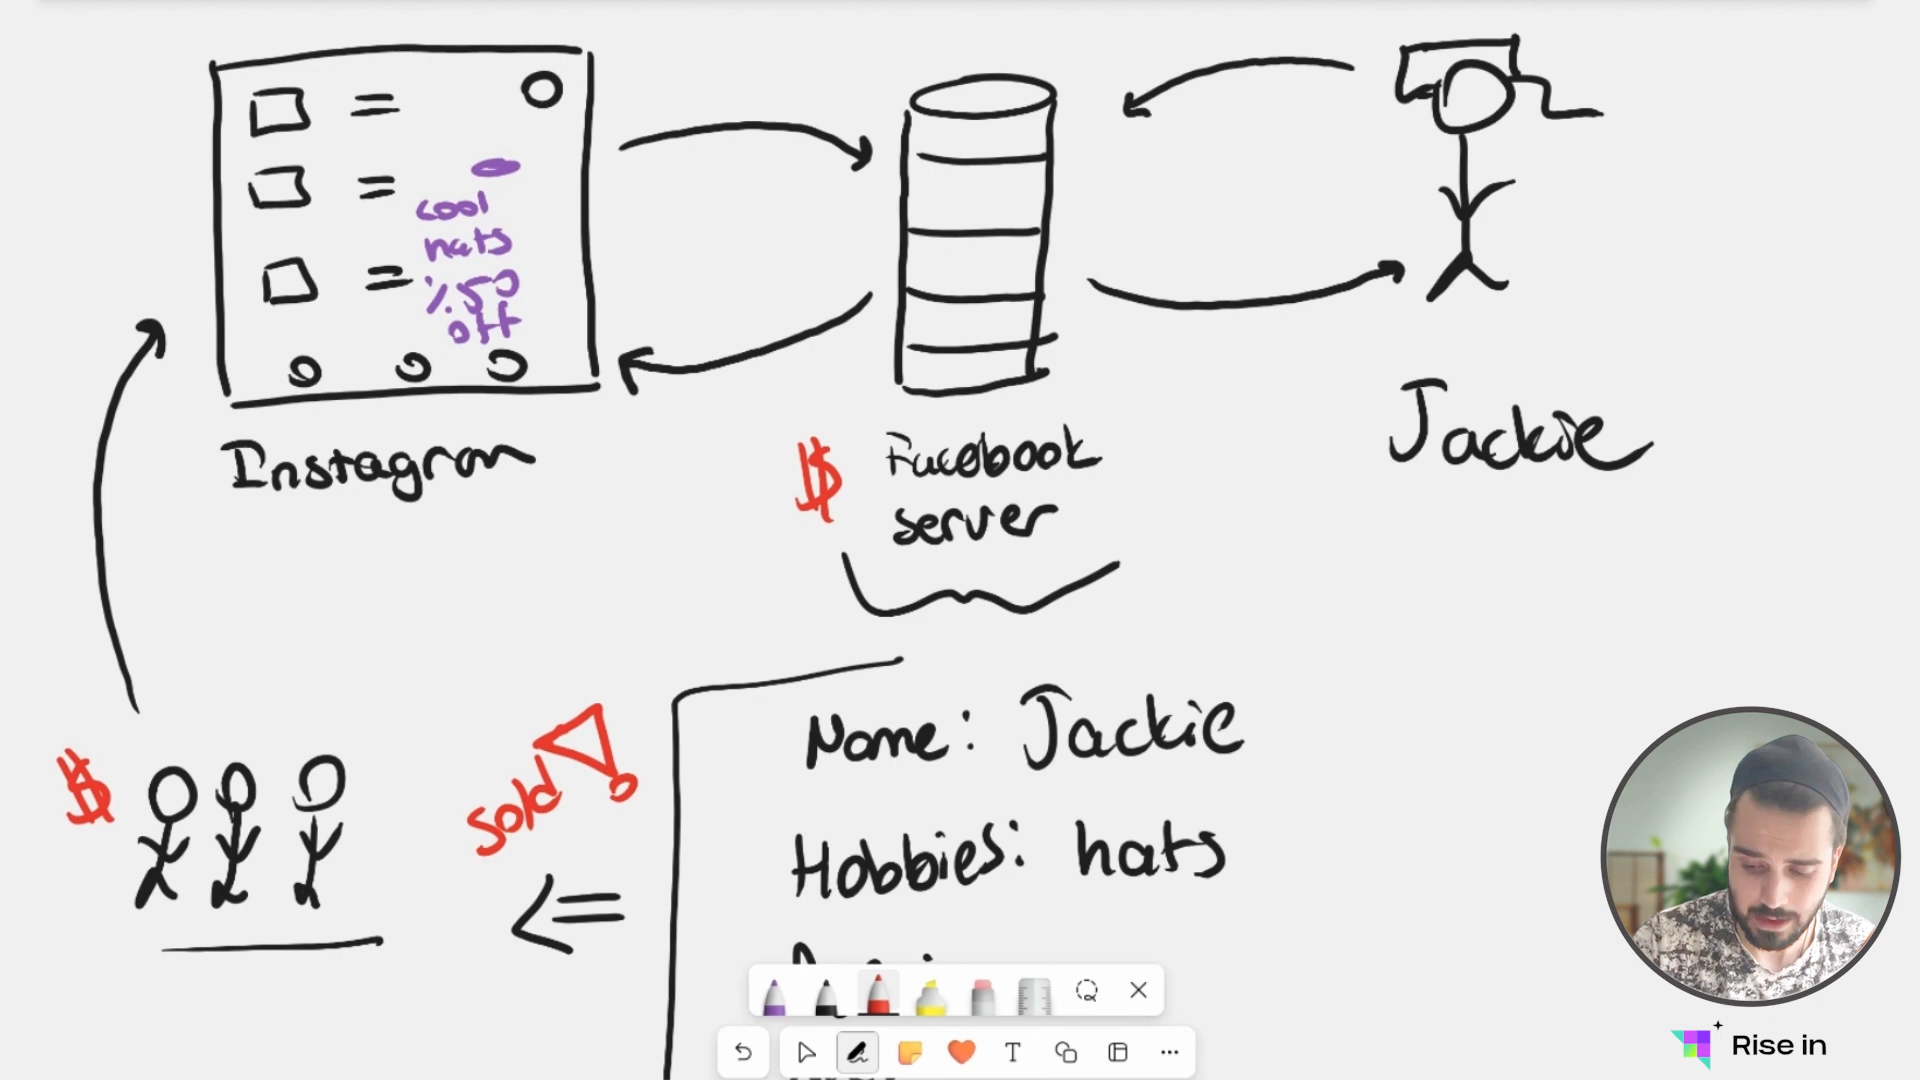 cool
hats
%50
off
Instagram
$ Facebook
server
Jackie
Name: Jackie
Hobbies: hats
$
sold
<=
T
Rise in